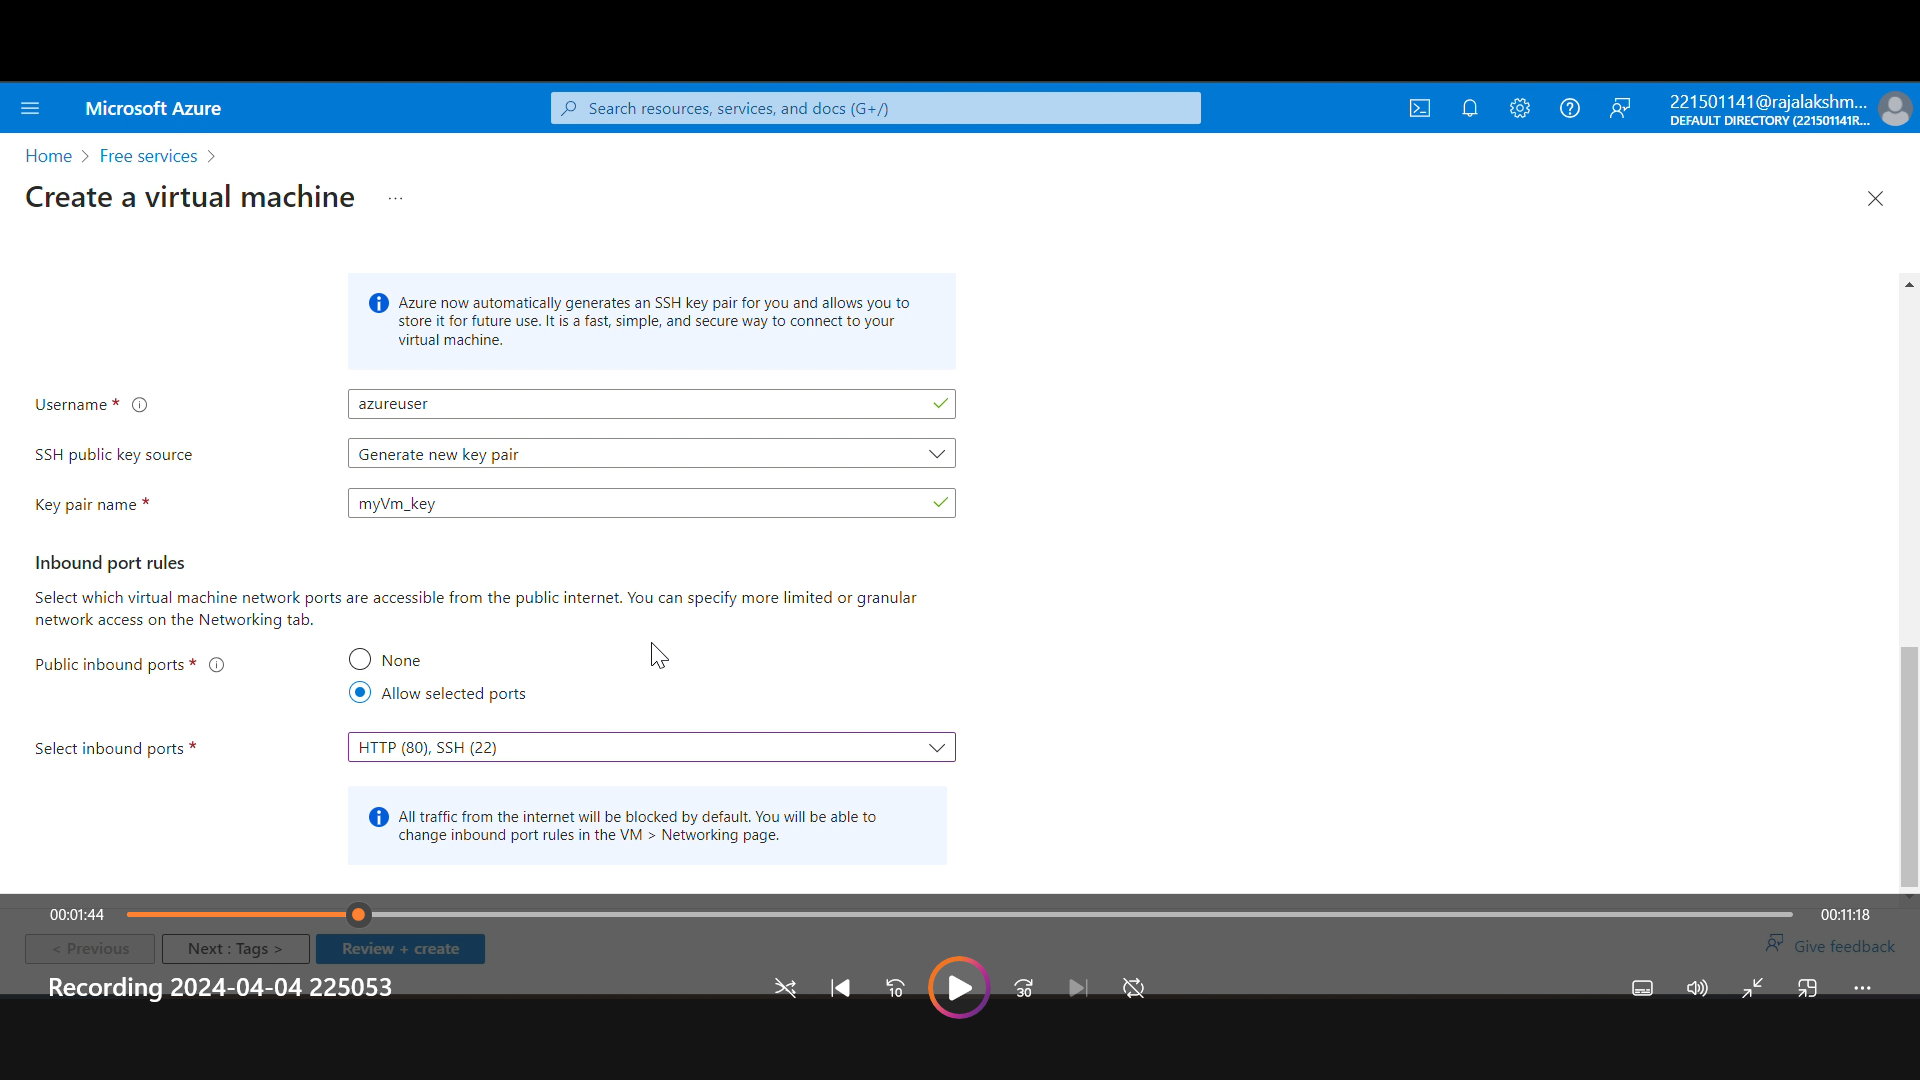 Microsoft Azure
Search resources, services, and docs (G+/)
221501141@rajalakshm...
DEFAULT DIRECTORY (221501141R...
Home > Free services >
Create a virtual machine ...
Azure now automatically generates an SSH key pair for you and allows you to
store it for future use. It is a fast, simple, and secure way to connect to your
virtual machine.
Username *
azureuser
SSH public key source
Generate new key pair
Key pair name *
myVm_key
Inbound port rules
Select which virtual machine network ports are accessible from the public internet. You can specify more limited or granular
network access on the Networking tab.
Public inbound ports *
None
Allow selected ports
Select inbound ports *
HTTP (80), SSH (22)
All traffic from the internet will be blocked by default. You will be able to
change inbound port rules in the VM > Networking page.
00:01:44
00:11:18
< Previous
Next : Tags >
Review + create
Give feedback
Recording 2024-04-04 225053
10
30